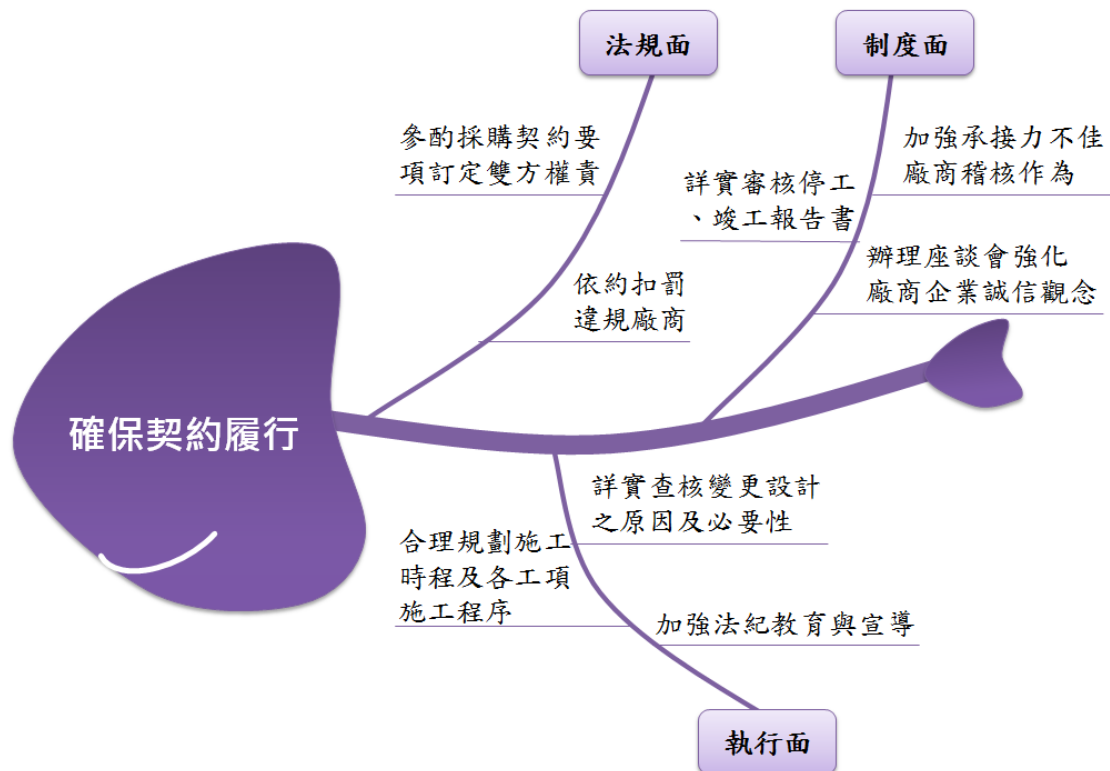 法規面
制度面
參酌採購契約要
項訂定雙方權責
加強承接力不佳
廠商稽核作為
詳實審核停工
、竣工報告書
依約扣罰
違規廠商
辦理座談會強化
廠商企業誠信觀念
確保契約履行
詳實查核變更設計
之原因及必要性
合理規劃施工
時程及各工項
施工程序
加強法紀教育與宣導
執行面